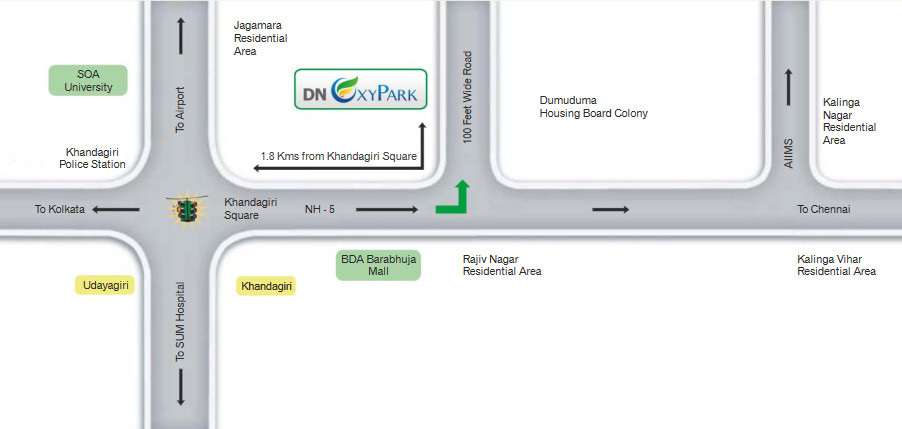 Jagamara
Residential
Area
SOA
University
To Airport
DN OXYPARK
100 Feet Wide Road
Dumuduma
Housing Board Colony
AIIMS
Kalinga
Nagar
Residential
Area
Khandagiri
Police Station
1.8 Kms from Khandagiri Square
To Kolkata
Khandagiri
Square
NH - 5
To Chennai
BDA Barabhuja
Mall
Rajiv Nagar
Residential Area
Kalinga Vihar
Residential Area
Udayagiri
Khandagiri
To SUM Hospital